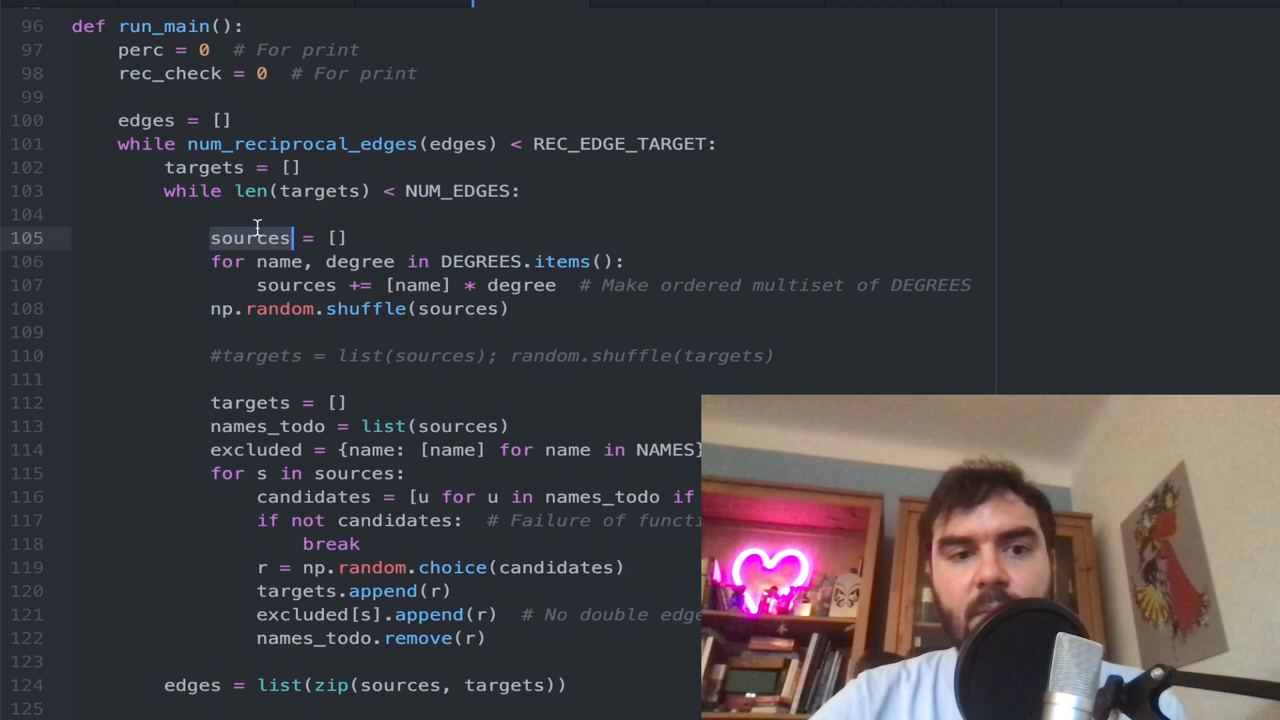 96 def run_main():
97 perc = 0 # For print
98 rec_check = 0 # For print
99
100 edges = []
101 while num_reciprocal_edges(edges) < REC_EDGE_TARGET:
102 targets = []
103 while len(targets) < NUM_EDGES:
104
105 sources = []
106 for name, degree in DEGREES.items():
107 sources += [name] * degree # Make ordered multiset of DEGREES
108 np.random.shuffle(sources)
109
110 #targets = list(sources); random.shuffle(targets)
111
112 targets = []
113 names_todo = list(sources)
114 excluded = {name: [name] for name in NAMES}
115 for s in sources:
116 candidates = [u for u in names_todo if
117 if not candidates: # Failure of functi
118 break
119 r = np.random.choice(candidates)
120 targets.append(r)
121 excluded[s].append(r) # No double edge
122 names_todo.remove(r)
123
124 edges = list(zip(sources, targets))
125